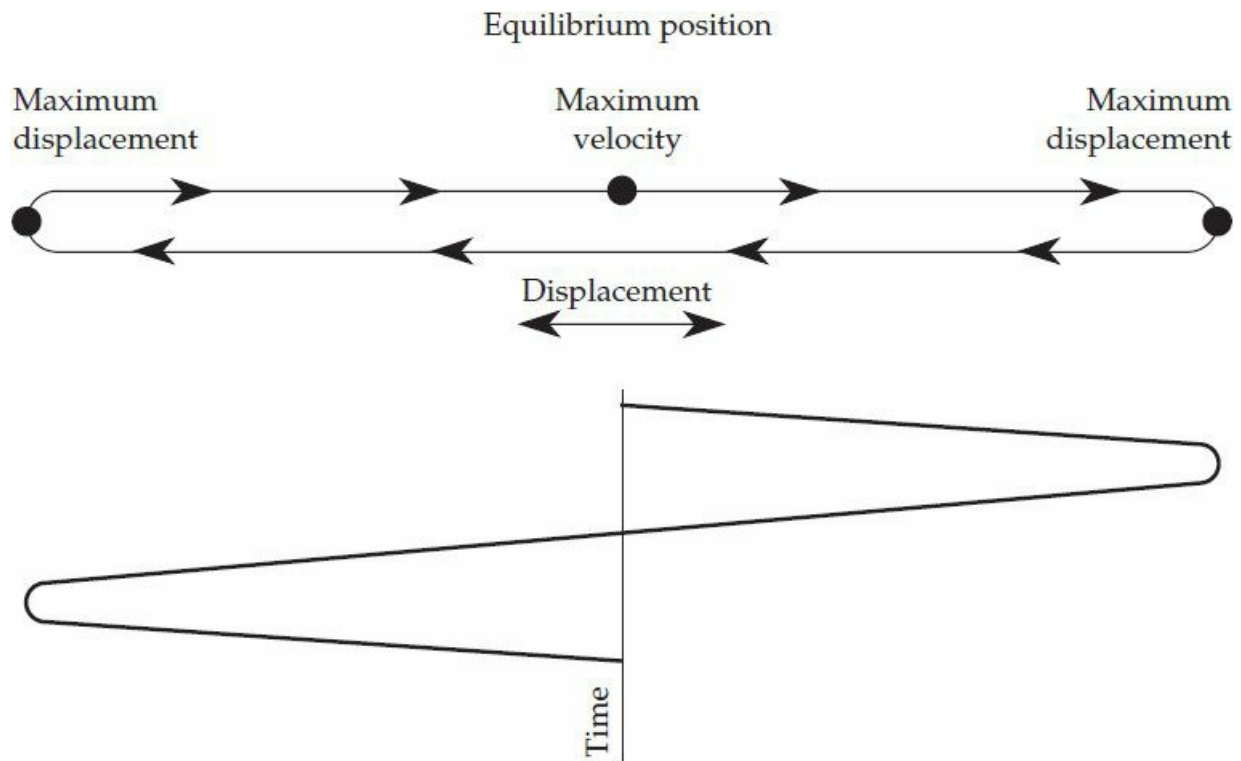 Equilibrium position
Maximum
displacement
Maximum
velocity
Maximum
displacement
Displacement
Time